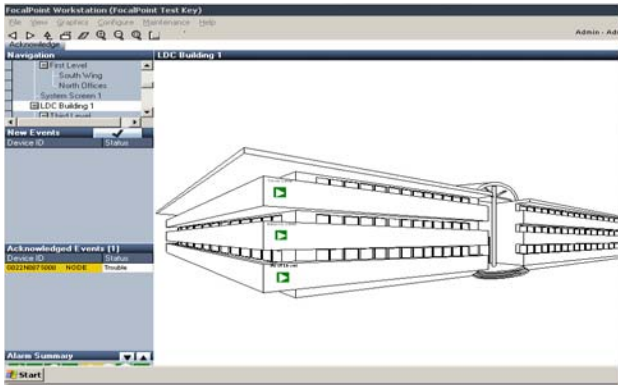 FocalPoint Workstation (FocalPoint Test Key)
File View Graphics Configure Maintenance Help
Admin - Adm
Acknowledge
Navigation
LDC Building 1
First Level
South Wing
North Offices
System Screen 1
LDC Building 1
Third Level
New Events
Device ID Status
Acknowledged Events (1)
Device ID Status
NODE Trouble
Alarm Summary
Start